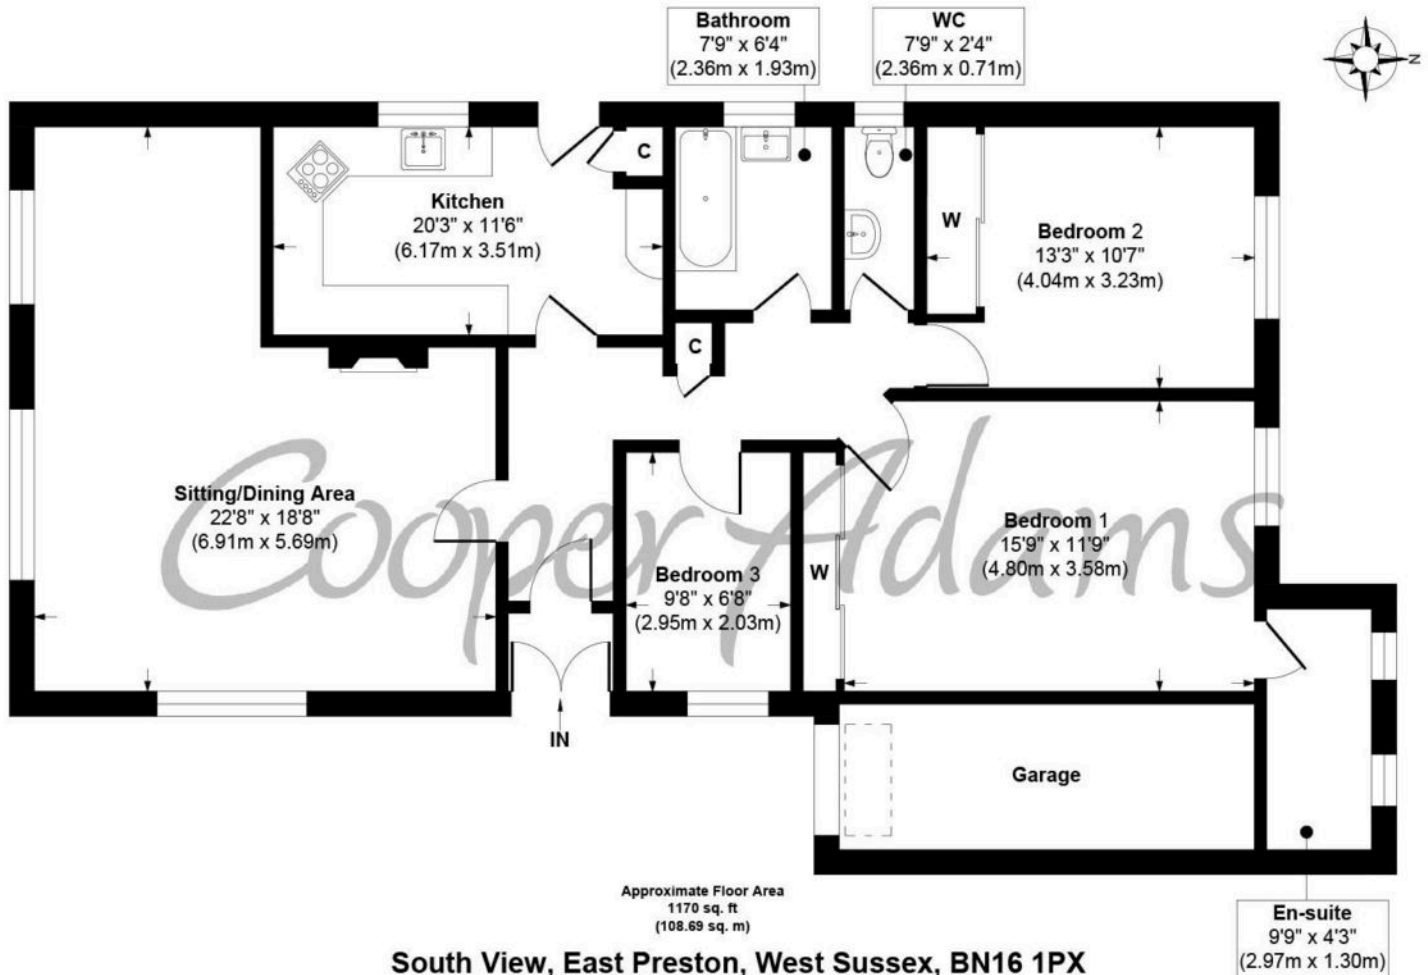 Bathroom
7'9" x 6'4"
(2.36m x 1.93m)
WC
7'9" x 2'4"
(2.36m x 0.71m)
N
C
Kitchen
20'3" x 11'6"
(6.17m x 3.51m)
W
Bedroom 2
13'3" x 10'7"
(4.04m x 3.23m)
C
Sitting/Dining Area
22'8" x 18'8"
(6.91m x 5.69m)
Cooper Adams
Bedroom 1
15'9" x 11'9"
(4.80m x 3.58m)
Bedroom 3
9'8" x 6'8"
(2.95m x 2.03m)
W
IN
Garage
Approximate Floor Area
1170 sq. ft
(108.69 sq. m)
En-suite
9'9" x 4'3"
(2.97m x 1.30m)
South View, East Preston, West Sussex, BN16 1PX